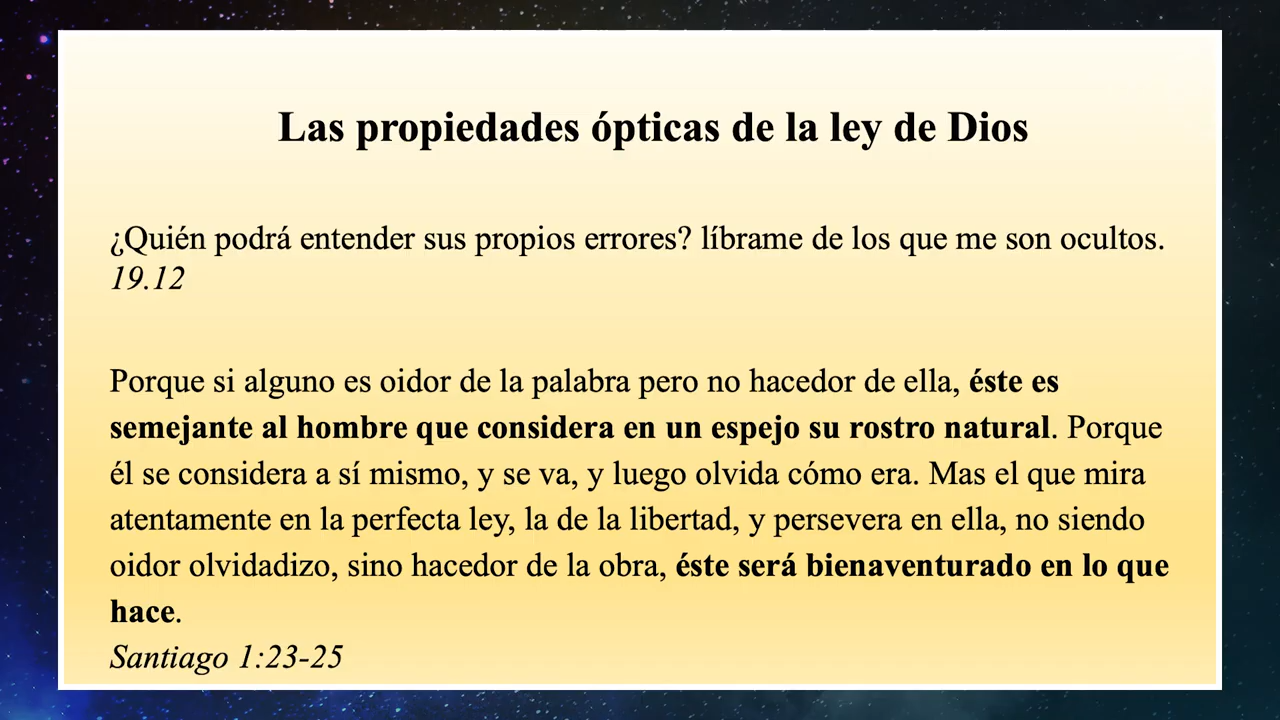 Las propiedades ópticas de la ley de Dios
¿Quién podrá entender sus propios errores? líbrame de los que me son ocultos.
19.12
Porque si alguno es oidor de la palabra pero no hacedor de ella, éste es
semejante al hombre que considera en un espejo su rostro natural. Porque
él se considera a sí mismo, y se va, y luego olvida cómo era. Mas el que mira
atentamente en la perfecta ley, la de la libertad, y persevera en ella, no siendo
oidor olvidadizo, sino hacedor de la obra, éste será bienaventurado en lo que
hace.
Santiago 1:23-25